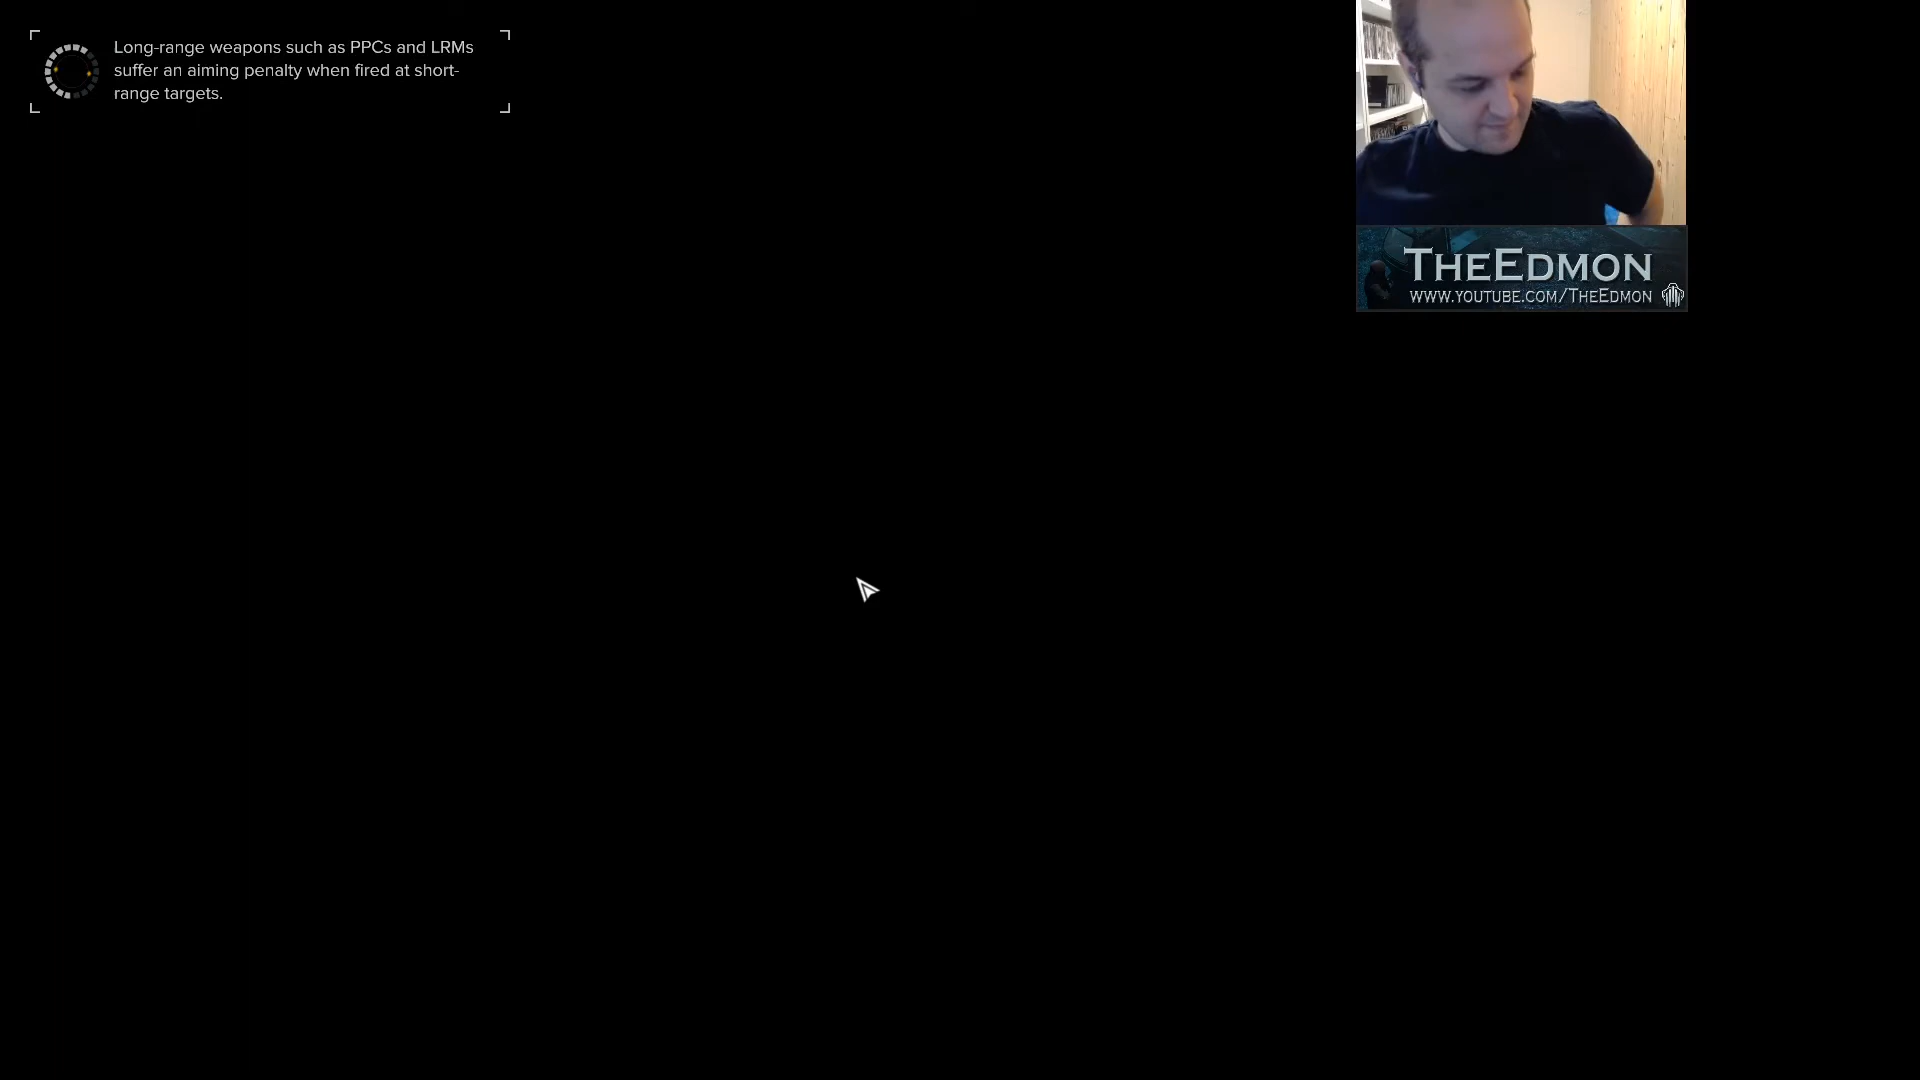 Long-range weapons such as PPCs and LRMs
suffer an aiming penalty when fired at short-
range targets.
TheEdmon
www.youtube.com/TheEdmon